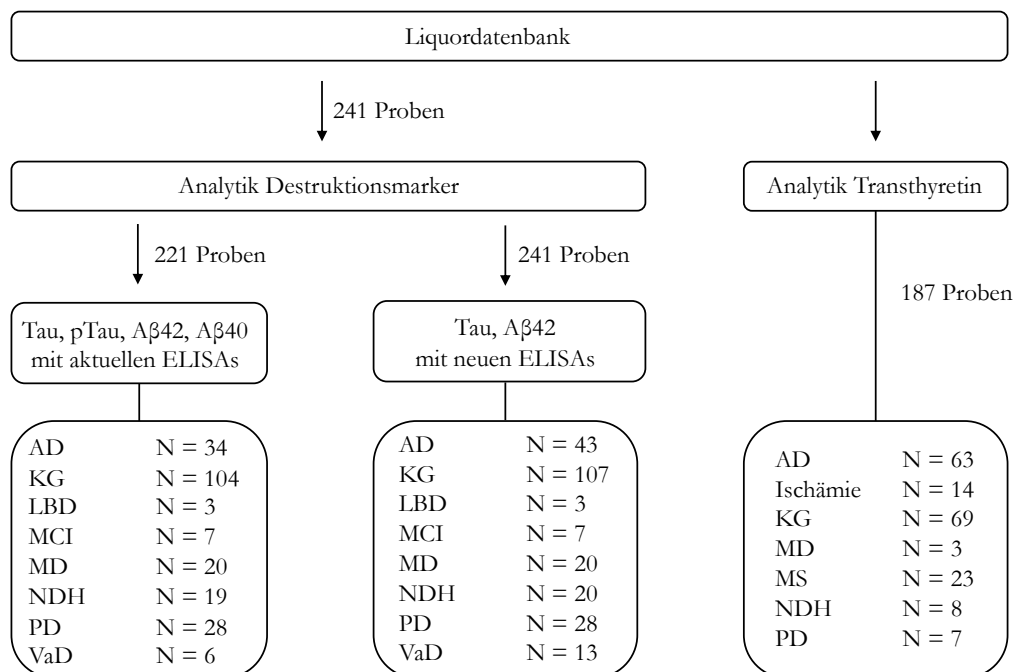 Liquordatenbank
241 Proben
Analytik Destruktionsmarker
Analytik Transthyretin
221 Proben
241 Proben
187 Proben
Tau, pTau, Aβ42, Aβ40
mit aktuellen ELISAs
Tau, Aβ42
mit neuen ELISAs
AD N = 34
KG N = 104
LBD N = 3
MCI N = 7
MD N = 20
NDH N = 19
PD N = 28
VaD N = 6
AD N = 43
KG N = 107
LBD N = 3
MCI N = 7
MD N = 20
NDH N = 20
PD N = 28
VaD N = 13
AD N = 63
Ischämie N = 14
KG N = 69
MD N = 3
MS N = 23
NDH N = 8
PD N = 7